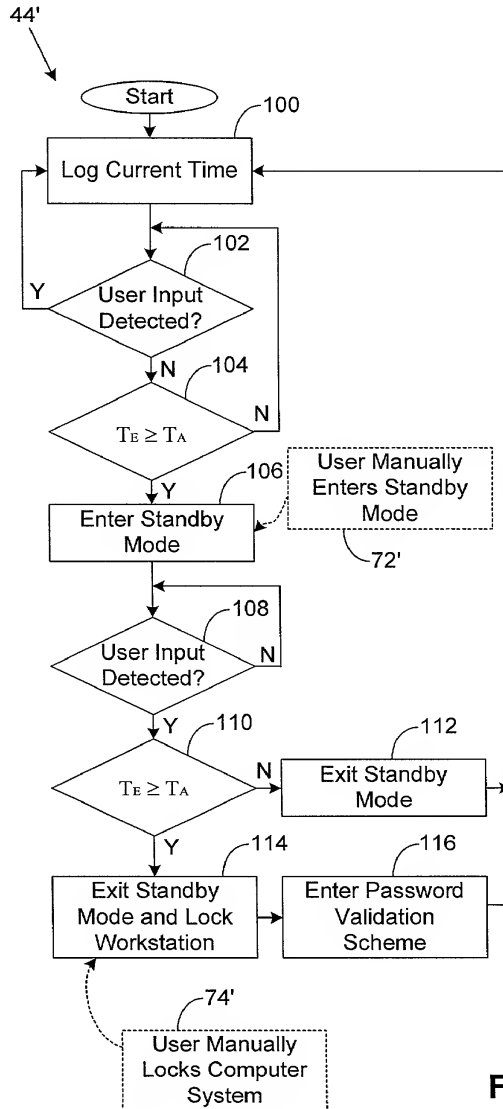 44'
Start
100
Log Current Time
102
Y
User Input
Detected?
N
104
TE ≥ TA
N
Y
106
Enter Standby
Mode
User Manually
Enters Standby
Mode
72'
108
User Input
Detected?
N
Y
110
TE ≥ TA
N
112
Exit Standby
Mode
Y
114
Exit Standby
Mode and Lock
Workstation
116
Enter Password
Validation
Scheme
74'
User Manually
Locks Computer
System
F